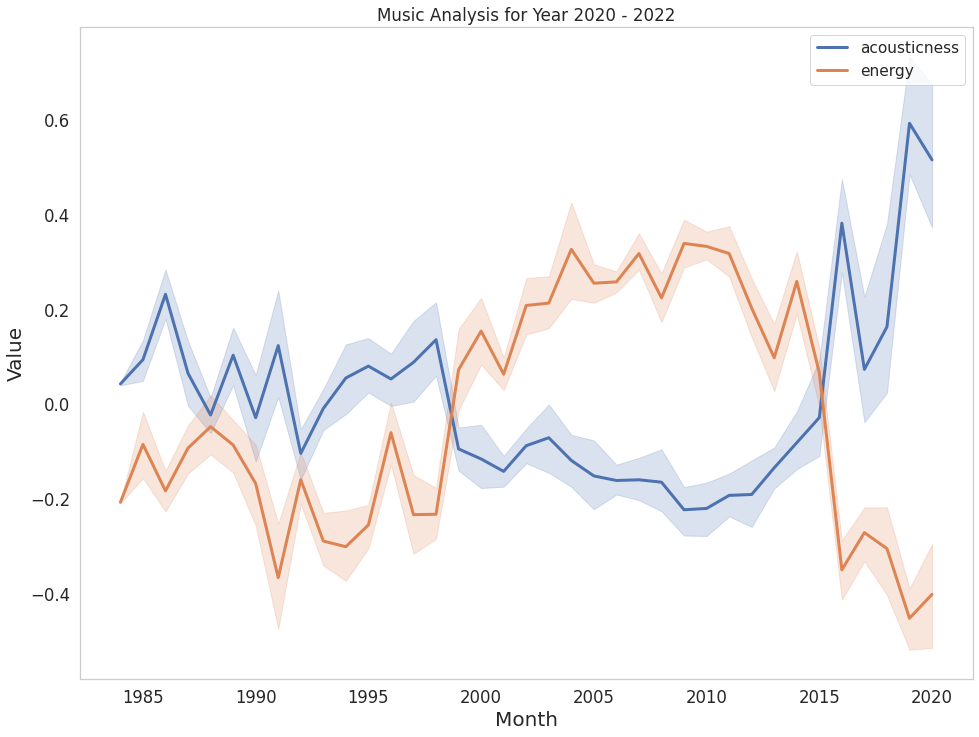 Music Analysis for Year 2020 - 2022
acousticness
energy
Value
0.6
0.4
0.2
0.0
−0.2
−0.4
1985 1990 1995 2000 2005 2010 2015 2020
Month